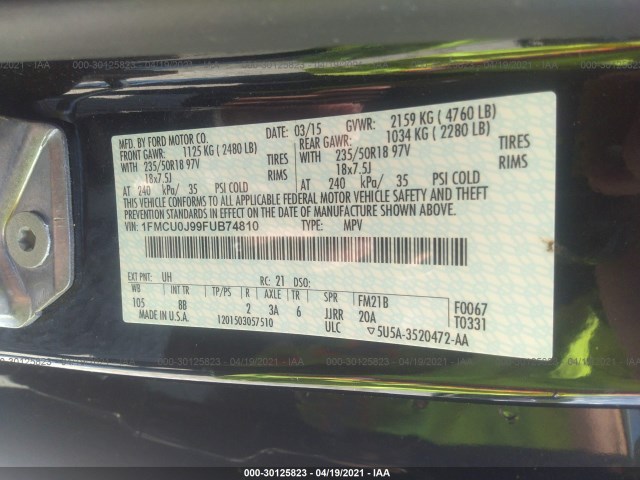 000-30125823 - 04/19/2021 - IAA
MFD. BY FORD MOTOR CO. 03/15 GVWR: 2159 KG ( 4760 LB)
FRONT GAWR: 1125 KG ( 2480 LB) REAR GAWR: 1034 KG ( 2280 LB)
WITH 235/50R18 97V TIRES WITH 235/50R18 97V TIRES
18x7.5J RIMS 18x7.5J RIMS
AT 240 kPa/ 35 PSI COLD AT 240 kPa/ 35 PSI COLD
THIS VEHICLE CONFORMS TO ALL APPLICABLE FEDERAL MOTOR VEHICLE SAFETY AND THEFT
PREVENTION STANDARDS IN EFFECT ON THE DATE OF MANUFACTURE SHOWN ABOVE.
VIN: 1FMCU0J99FUB74810 TYPE: MPV
EXT PNT: UH RC: 21 DSO:
WB INT TR TP/PS R AXLE TR SPR FM21B F0067
105 8B 2 3A 6 JJRR 20A T0331
MADE IN U.S.A. 1201503057510 ULC 5U5A-3520472-AA
000-30125823 - 04/19/2021 - IAA